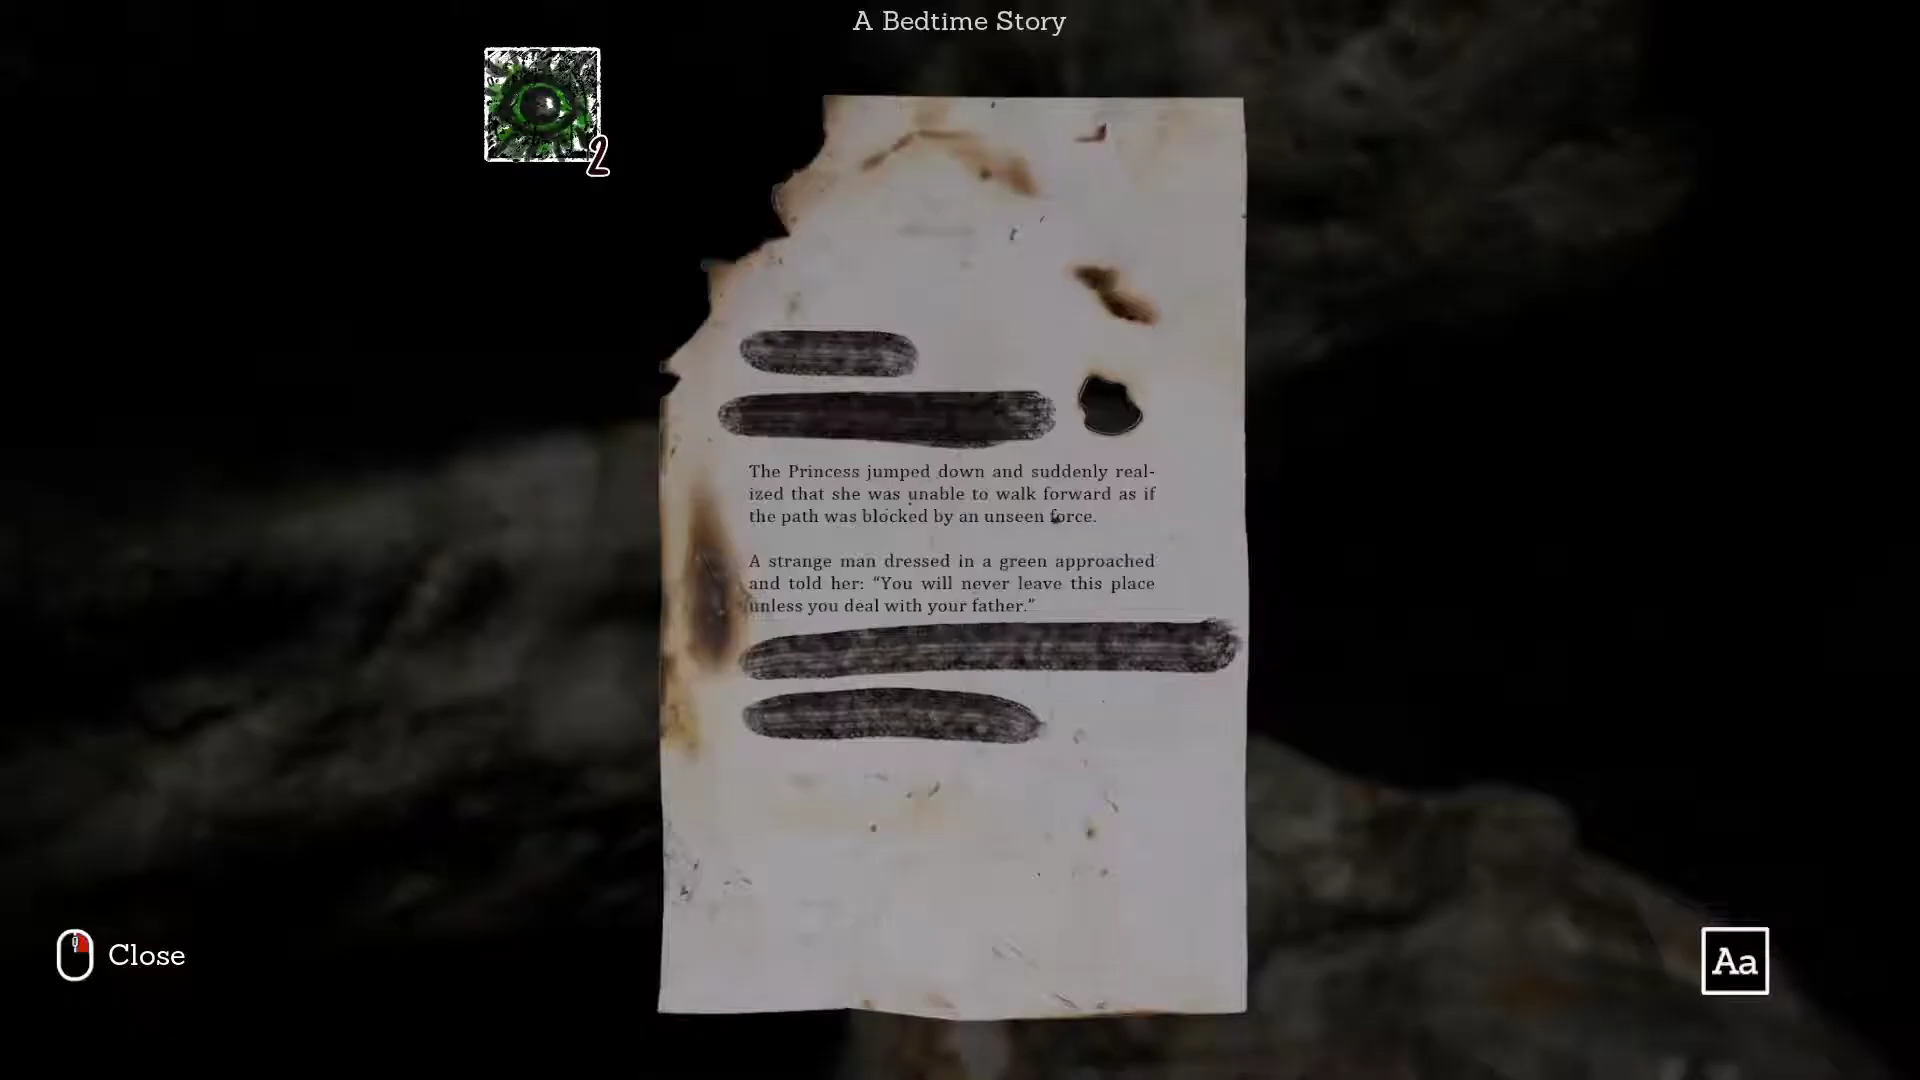 A Bedtime Story
2
The Princess jumped down and suddenly real-
ized that she was unable to walk forward as if
the path was blocked by an unseen force.
A strange man dressed in a green approached
and told her: “You will never leave this place
unless you deal with your father.”
Close
Aa